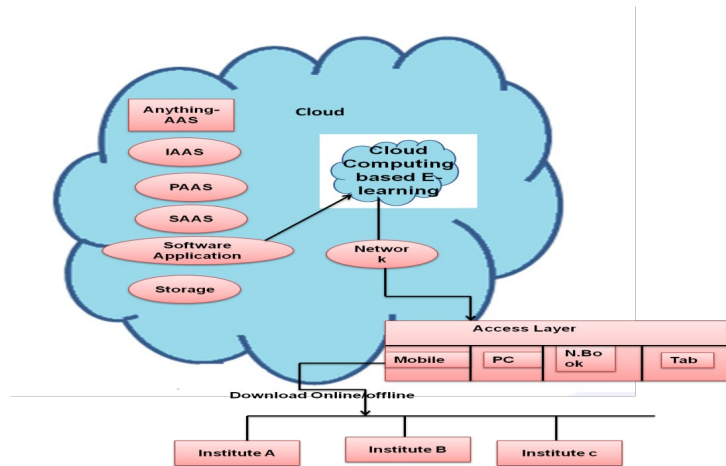 Anything-
AAS
Cloud
IAAS
PAAS
SAAS
Software
Application
Storage
Cloud
Computing
based E-
learning
Networ
k
Access Layer
Mobile
PC
N.Bo
ok
Tab
Download Online/offline
Institute A
Institute B
Institute c